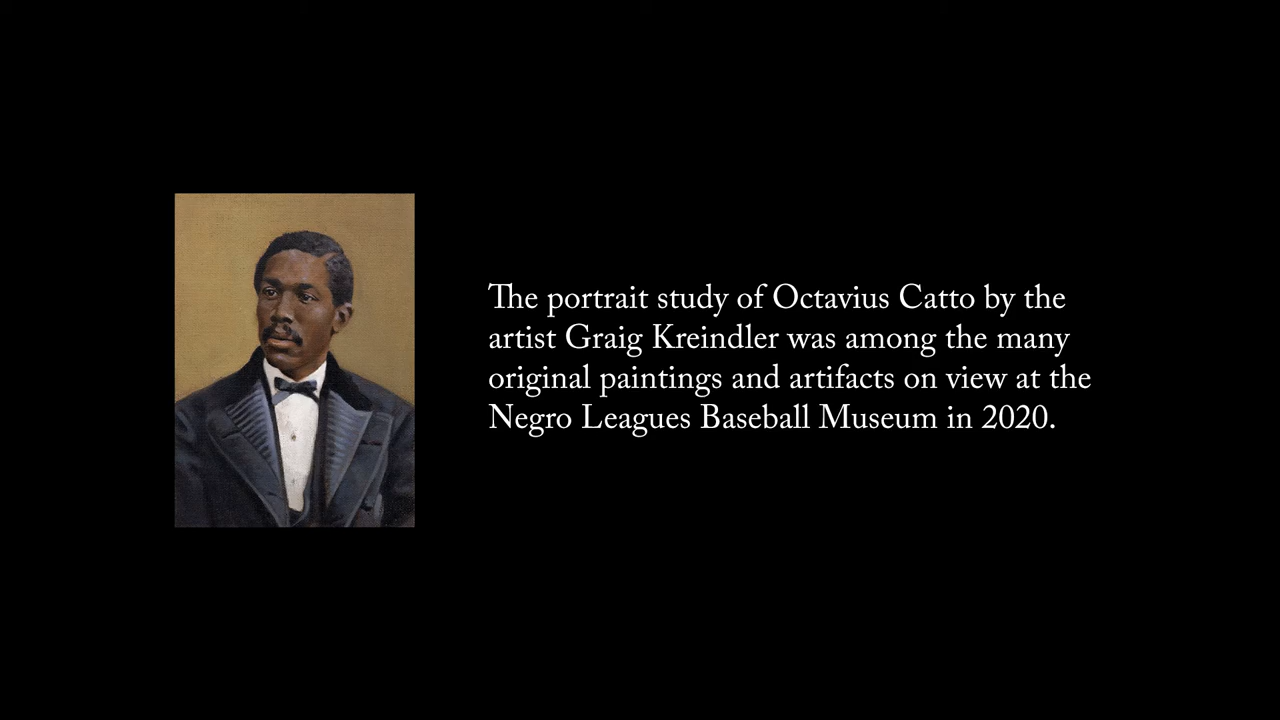 The portrait study of Octavius Catto by the
artist Graig Kreindler was among the many
original paintings and artifacts on view at the
Negro Leagues Baseball Museum in 2020.